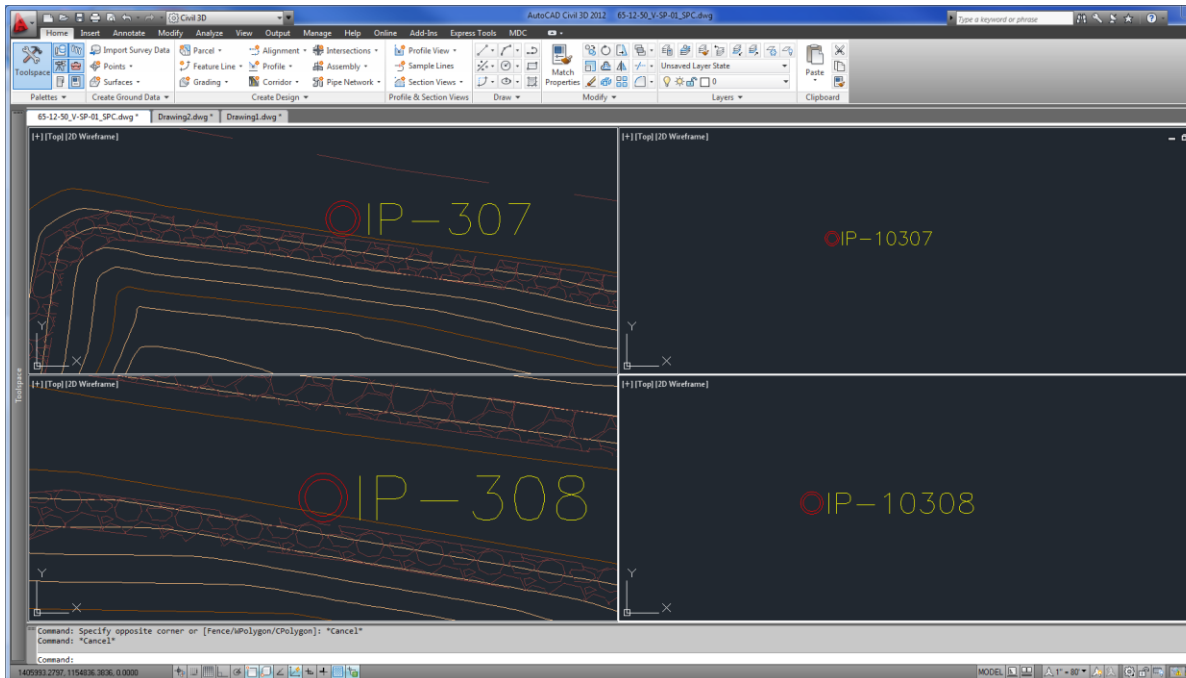 Civil 3D
AutoCAD Civil 3D 2012 65-12-50_V-SP-01_SPC.dwg
Type a keyword or phrase
Home Insert Annotate Modify Analyze View Output Manage Help Online Add-Ins Express Tools MDC
Toolspace
Import Survey Data
Points
Surfaces
Parcel
Feature Line
Grading
Alignment
Profile
Corridor
Intersections
Assembly
Pipe Network
Profile View
Sample Lines
Section Views
Match
Properties
Unsaved Layer State
0
Paste
Palettes Create Ground Data Create Design Profile & Section Views Draw Modify Layers Clipboard
65-12-50_V-SP-01_SPC.dwg* Drawing2.dwg* Drawing1.dwg*
[+] [Top] [2D Wireframe]
IP-307
Y
X
[+] [Top] [2D Wireframe]
IP-10307
Y
X
[+] [Top] [2D Wireframe]
IP-308
Y
X
[+] [Top] [2D Wireframe]
IP-10308
Y
X
Toolspace
Command: Specify opposite corner or [Fence/WPolygon/CPolygon]: *Cancel*
Command: *Cancel*
Command:
1405993.2797, 1154836.3836, 0.0000
MODEL
1" = 80'